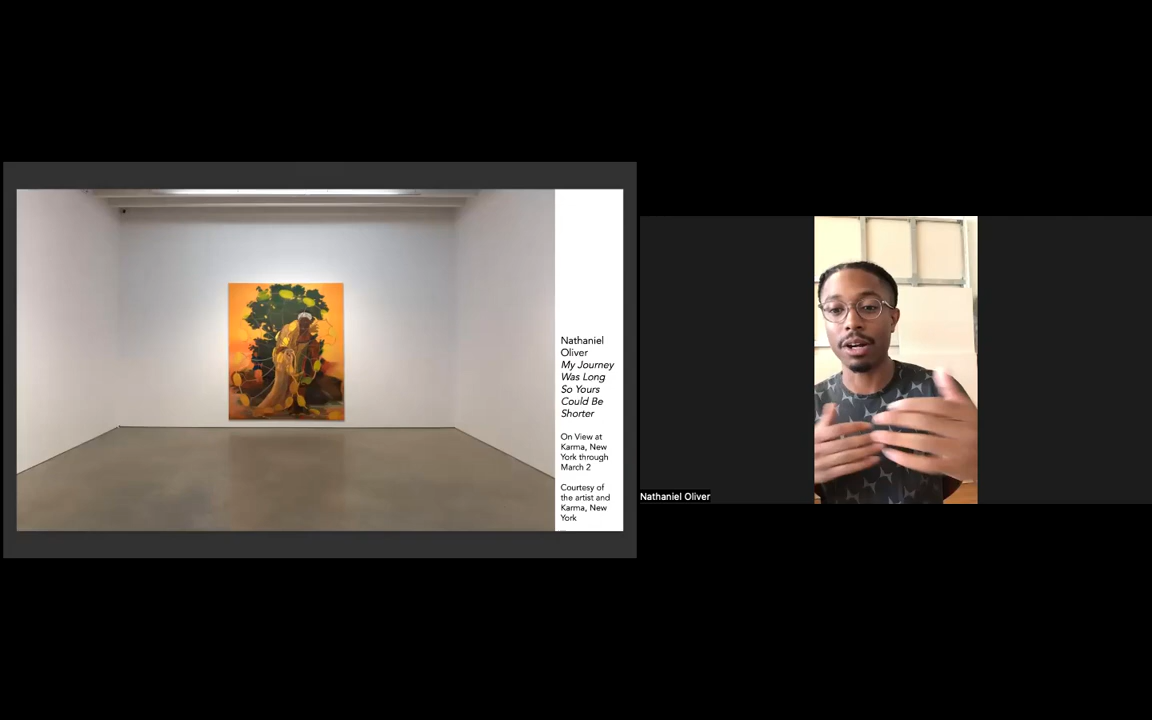 Nathaniel
Oliver
My Journey
Was Long
So Yours
Could Be
Shorter
On View at
Karma, New
York through
March 2
Courtesy of
the artist and
Karma, New
York
Nathaniel Oliver